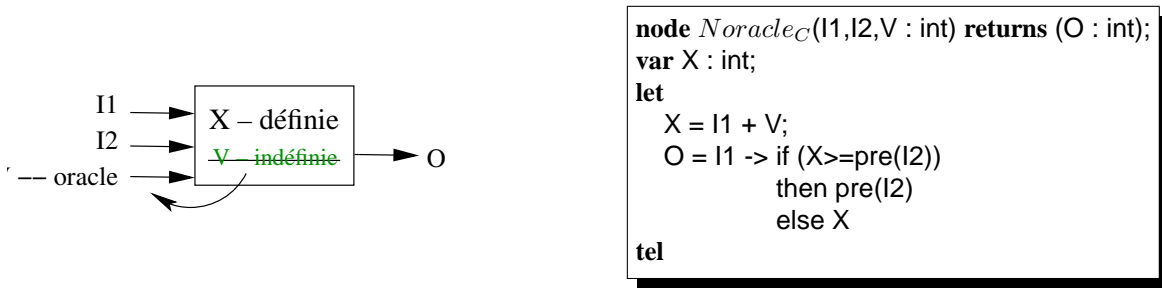 I1
I2
–– oracle
X – définie
V – indéfinie
O
node NoracleC(I1,I2,V : int) returns (O : int);
var X : int;
let
X = I1 + V;
O = I1 -> if (X>=pre(I2))
then pre(I2)
else X
tel